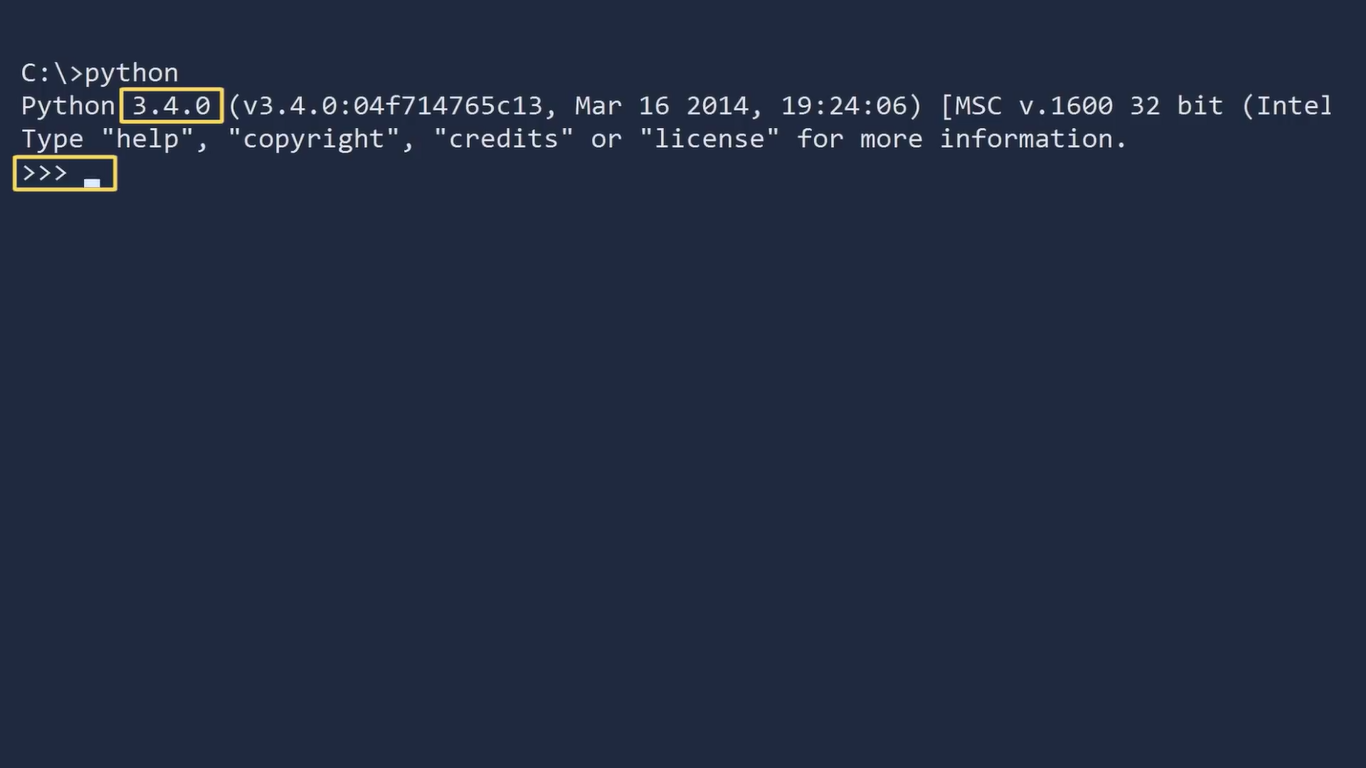 C:\>python
Python 3.4.0 (v3.4.0:04f714765c13, Mar 16 2014, 19:24:06) [MSC v.1600 32 bit (Intel
Type "help", "copyright", "credits" or "license" for more information.
>>> _